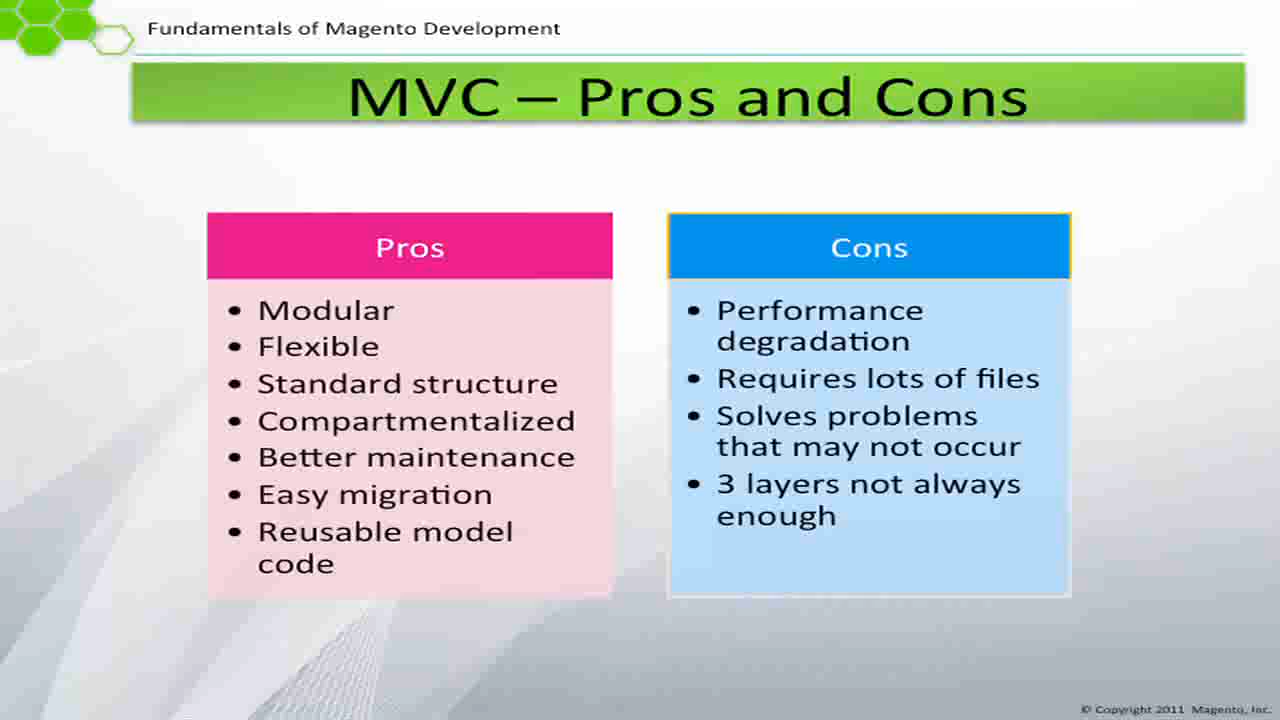 Fundamentals of Magento Development
MVC – Pros and Cons
Pros
• Modular
• Flexible
• Standard structure
• Compartmentalized
• Better maintenance
• Easy migration
• Reusable model
code
Cons
• Performance
degradation
• Requires lots of files
• Solves problems
that may not occur
• 3 layers not always
enough
© Copyright 2011 Magento, Inc.